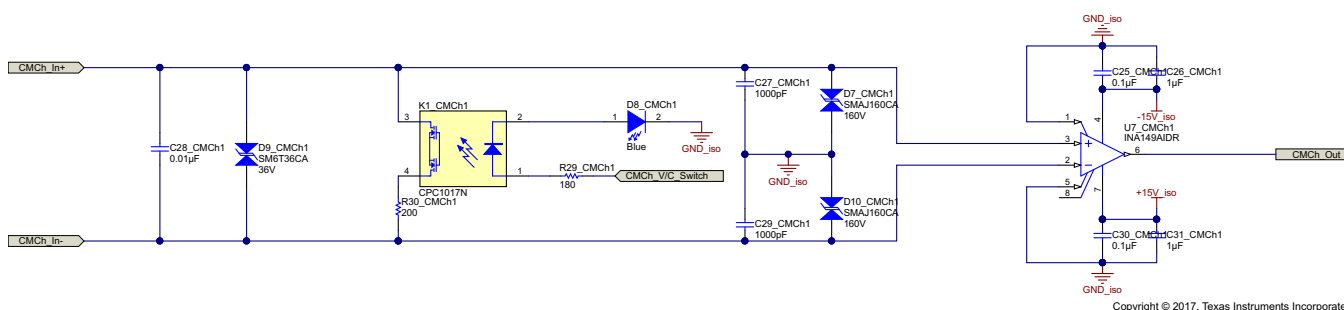 GND_iso
CMCh_In+
C28_CMCh1
0.01µF
D9_CMCh1
SM6T36CA
36V
K1_CMCh1
3
4
2
1
CPC1017N
R30_CMCh1
200
D8_CMCh1
1
2
Blue
GND_iso
R29_CMCh1
180
CMCh_V/C_Switch
C27_CMCh1
1000pF
D7_CMCh1
SMAJ160CA
160V
GND_iso
C29_CMCh1
1000pF
D10_CMCh1
SMAJ160CA
160V
C25_CMCh1
0.1µF
C26_CMCh1
1µF
-15V_iso
U7_CMCh1
INA149AIDR
1
3
2
5
8
4
7
6
CMCh_Out
+15V_iso
C30_CMCh1
0.1µF
C31_CMCh1
1µF
GND_iso
CMCh_In-
Copyright © 2017, Texas Instruments Incorporate